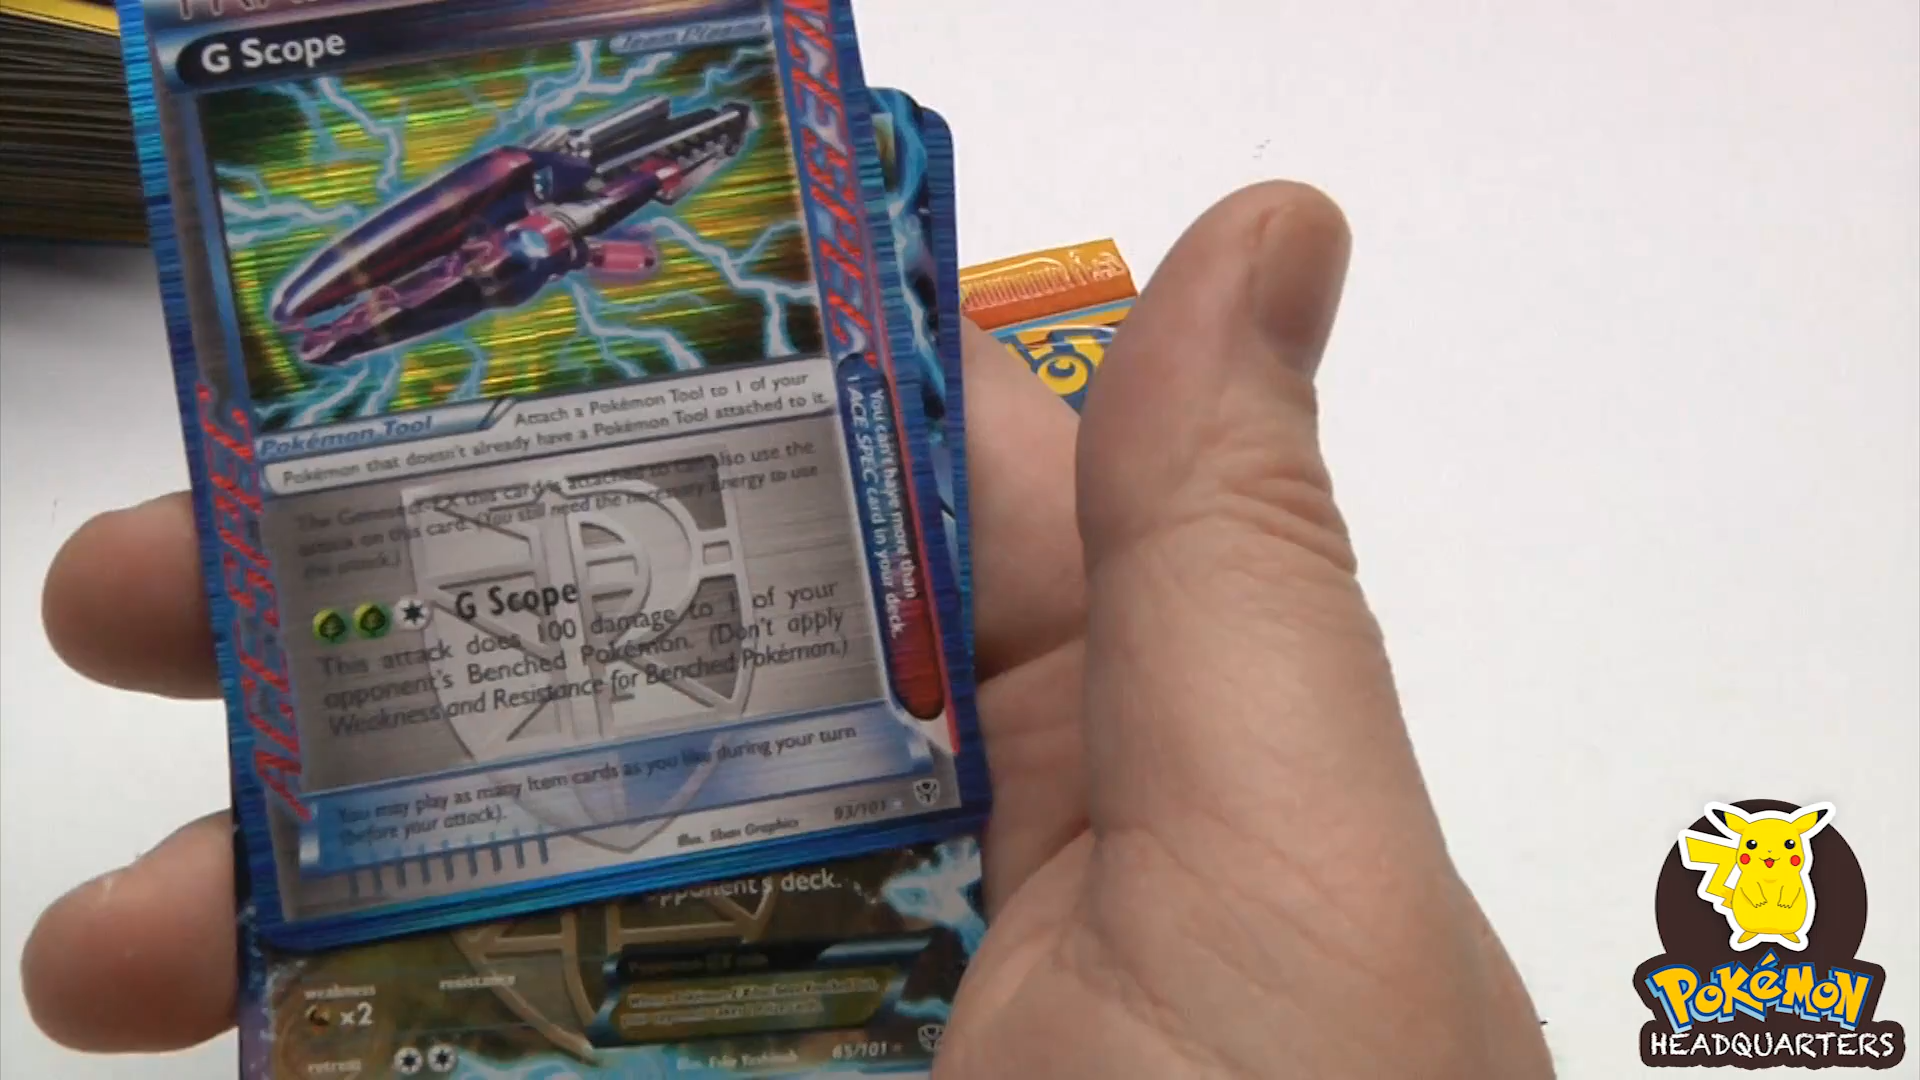 G Scope
Team Plasma
ACE SPEC
Pokémon Tool
Attach a Pokémon Tool to 1 of your
Pokémon that doesn't already have a Pokémon Tool attached to it.
The Genesect-EX this card is attached to can also use the
attack on this card. (You still need the necessary Energy to use
this attack.)
G Scope
This attack does 100 damage to 1 of your
opponent's Benched Pokémon. (Don't apply
Weakness and Resistance for Benched Pokémon.)
You may play as many Item cards as you like during your turn
(before your attack).
Illus. 5ban Graphics
93/101
ACE SPEC
You can't have more than
1 ACE SPEC card in your deck.
opponent's deck.
weakness
x2
resistance
retreat
65/101
POKÉMON
HEADQUARTERS